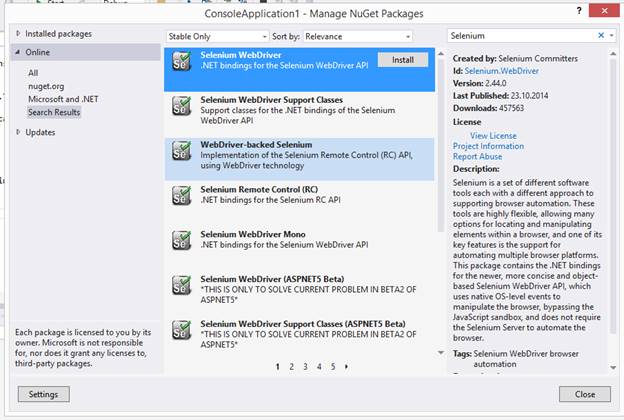 ConsoleApplication1 - Manage NuGet Packages
Installed packages
Online
All
nuget.org
Microsoft and .NET
Search Results
Updates
Each package is licensed to you by its
owner. Microsoft is not responsible
for, nor does it grant any licenses to,
third-party packages.
Stable Only
Sort by:
Relevance
Selenium WebDriver
.NET bindings for the Selenium WebDriver API
Install
Selenium WebDriver Support Classes
Support classes for the .NET bindings of the Selenium
WebDriver API
WebDriver-backed Selenium
Implementation of the Selenium Remote Control (RC) API,
using WebDriver technology
Selenium Remote Control (RC)
.NET bindings for the Selenium RC API
Selenium WebDriver Mono
.NET bindings for the Selenium WebDriver API
Selenium WebDriver (ASPNET5 Beta)
*THIS IS ONLY TO SOLVE CURRENT PROBLEM IN BETA2 OF
ASPNET5*
Selenium WebDriver Support Classes (ASPNET5 Beta)
*THIS IS ONLY TO SOLVE CURRENT PROBLEM IN BETA2 OF
ASPNET5*
1 2 3 4 5
Selenium
Created by: Selenium Committers
Id: Selenium.WebDriver
Version: 2.44.0
Last Published: 23.10.2014
Downloads: 457563
License
View License
Project Information
Report Abuse
Description:
Selenium is a set of different software
tools each with a different approach to
supporting browser automation. These
tools are highly flexible, allowing many
options for locating and manipulating
elements within a browser, and one of its
key features is the support for
automating multiple browser platforms.
This package contains the .NET bindings
for the newer, more concise and object-
based Selenium WebDriver API, which
uses native OS-level events to
manipulate the browser, bypassing the
JavaScript sandbox, and does not require
the Selenium Server to automate the
browser.
Tags: Selenium WebDriver browser
automation
Settings
Close